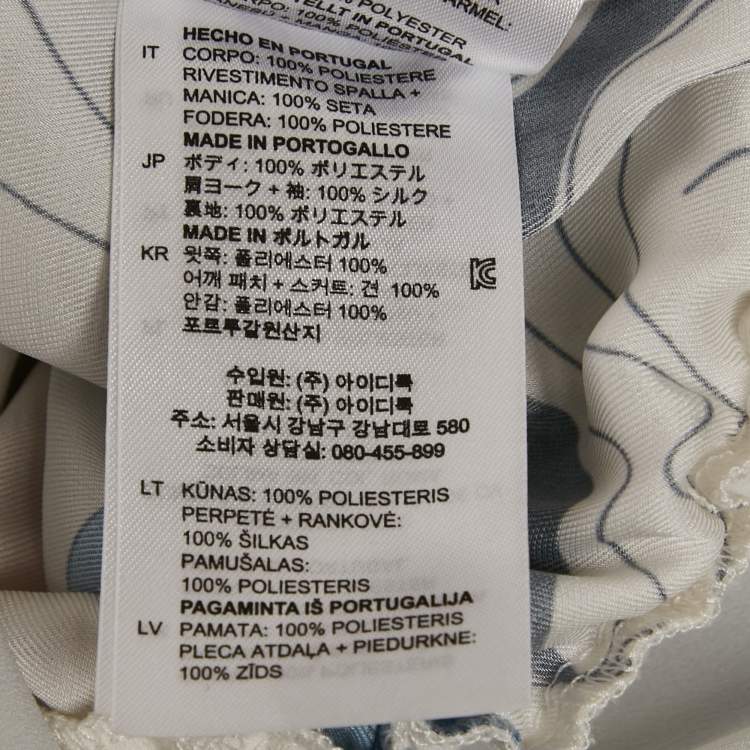 POLYESTER
HECHO EN PORTUGAL
IT CORPO: 100% POLIESTERE
RIVESTIMENTO SPALLA +
MANICA: 100% SETA
FODERA: 100% POLIESTERE
MADE IN PORTOGALLO
JP ボディ: 100% ポリエステル
肩ヨーク + 袖: 100% シルク
裏地: 100% ポリエステル
MADE IN ポルトガル
KR 윗쪽: 폴리에스터 100%
어깨 패치 + 스커트: 견 100%
안감: 폴리에스터 100%
포르투갈원산지
수입원: (주) 아이디룩
판매원: (주) 아이디룩
주소: 서울시 강남구 강남대로 580
소비자 상담실: 080-455-899
LT KŪNAS: 100% POLIESTERIS
PERPETĖ + RANKOVĖ:
100% ŠILKAS
PAMUŠALAS:
100% POLIESTERIS
PAGAMINTA IŠ PORTUGALIJA
LV PAMATA: 100% POLIESTERIS
PLECA ATDAĻA + PIEDURKNE:
100% ZĪDS